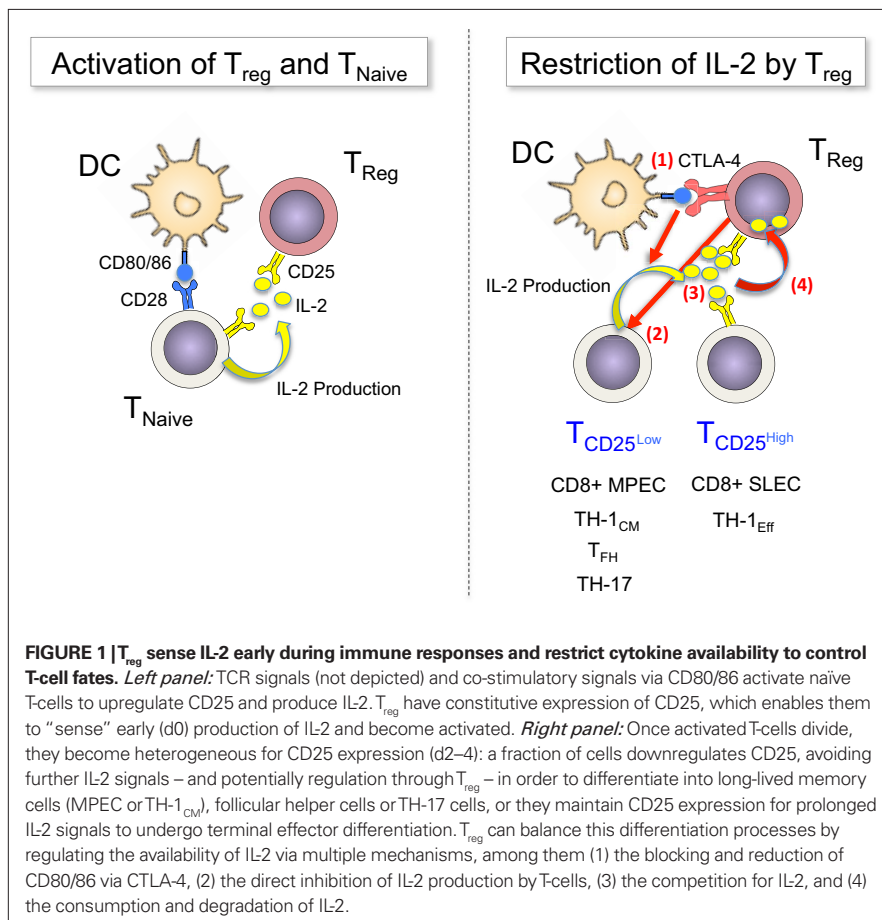 Activation of Treg and TNaive
DC
TReg
CD80/86
CD25
CD28
IL-2
IL-2 Production
TNaive
Restriction of IL-2 by Treg
DC
(1)
CTLA-4
TReg
IL-2 Production
(3)
(4)
(2)
TCD25Low
TCD25High
CD8+ MPEC
CD8+ SLEC
TH-1CM
TH-1Eff
TFH
TH-17
FIGURE 1 | Treg sense IL-2 early during immune responses and restrict cytokine availability to control
T-cell fates. Left panel: TCR signals (not depicted) and co-stimulatory signals via CD80/86 activate naïve
T-cells to upregulate CD25 and produce IL-2. Treg have constitutive expression of CD25, which enables them
to “sense” early (d0) production of IL-2 and become activated. Right panel: Once activated T-cells divide,
they become heterogeneous for CD25 expression (d2–4): a fraction of cells downregulates CD25, avoiding
further IL-2 signals – and potentially regulation through Treg – in order to differentiate into long-lived memory
cells (MPEC or TH-1CM), follicular helper cells or TH-17 cells, or they maintain CD25 expression for prolonged
IL-2 signals to undergo terminal effector differentiation. Treg can balance this differentiation processes by
regulating the availability of IL-2 via multiple mechanisms, among them (1) the blocking and reduction of
CD80/86 via CTLA-4, (2) the direct inhibition of IL-2 production by T-cells, (3) the competition for IL-2, and (4)
the consumption and degradation of IL-2.